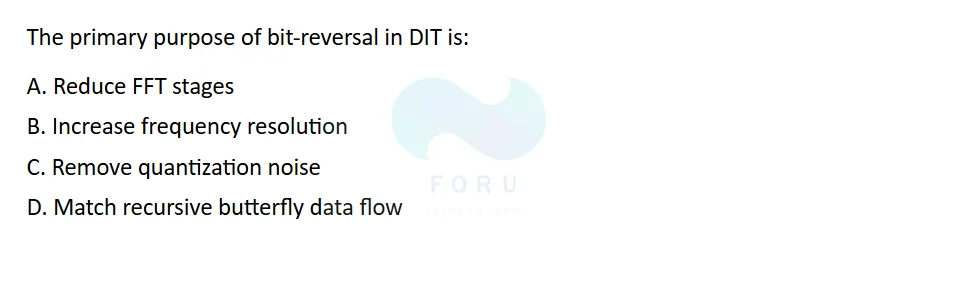 The primary purpose of bit-reversal in DIT is:
A. Reduce FFT stages
B. Increase frequency resolution
C. Remove quantization noise
FORU
D. Match recursive butterfly data flow